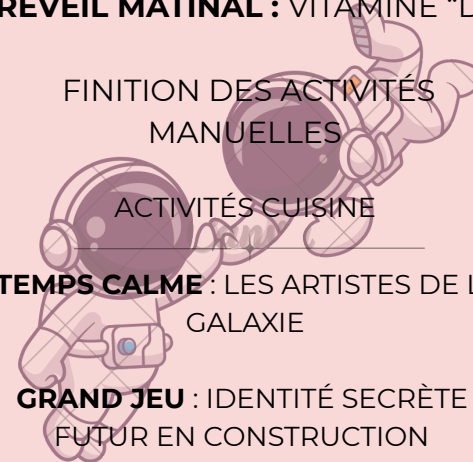 RÉVEIL MATINAL : VITAMINE "D
FINITION DES ACTIVITÉS
MANUELLES
ACTIVITÉS CUISINE
TEMPS CALME : LES ARTISTES DE L
GALAXIE
GRAND JEU : IDENTITÉ SECRÈTE
FUTUR EN CONSTRUCTION